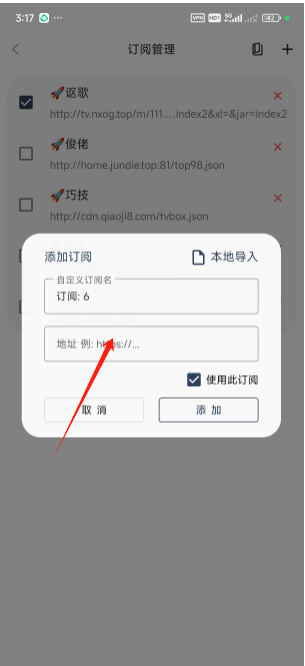 3:17
VPN HD 5G 42
订阅管理
🚀讴歌
http://tv.nxog.top/m/111....index2&xl=&jar=index2
🚀俊佬
http://home.jundie.top:81/top98.json
🚀巧技
http://cdn.qiaoji8.com/tvbox.json
添加订阅
本地导入
自定义订阅名
订阅: 6
地址 例: https://...
使用此订阅
取 消
添 加